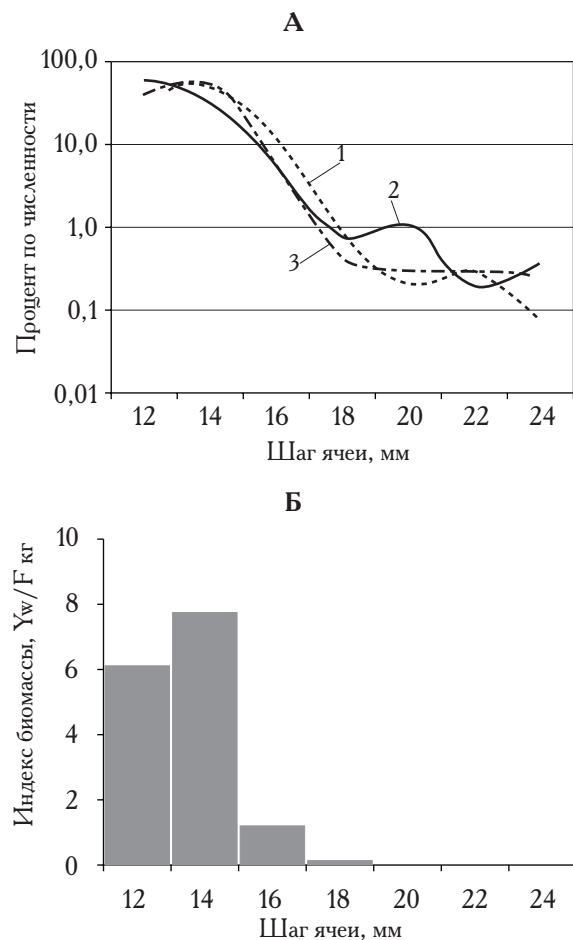 А
Процент по численности
100,0
10,0
1,0
0,1
0,01
1
2
3
12 14 16 18 20 22 24
Шаг ячеи, мм
Б
Индекс биомассы, Yw/F кг
10
8
6
4
2
0
12 14 16 18 20 22 24
Шаг ячеи, мм